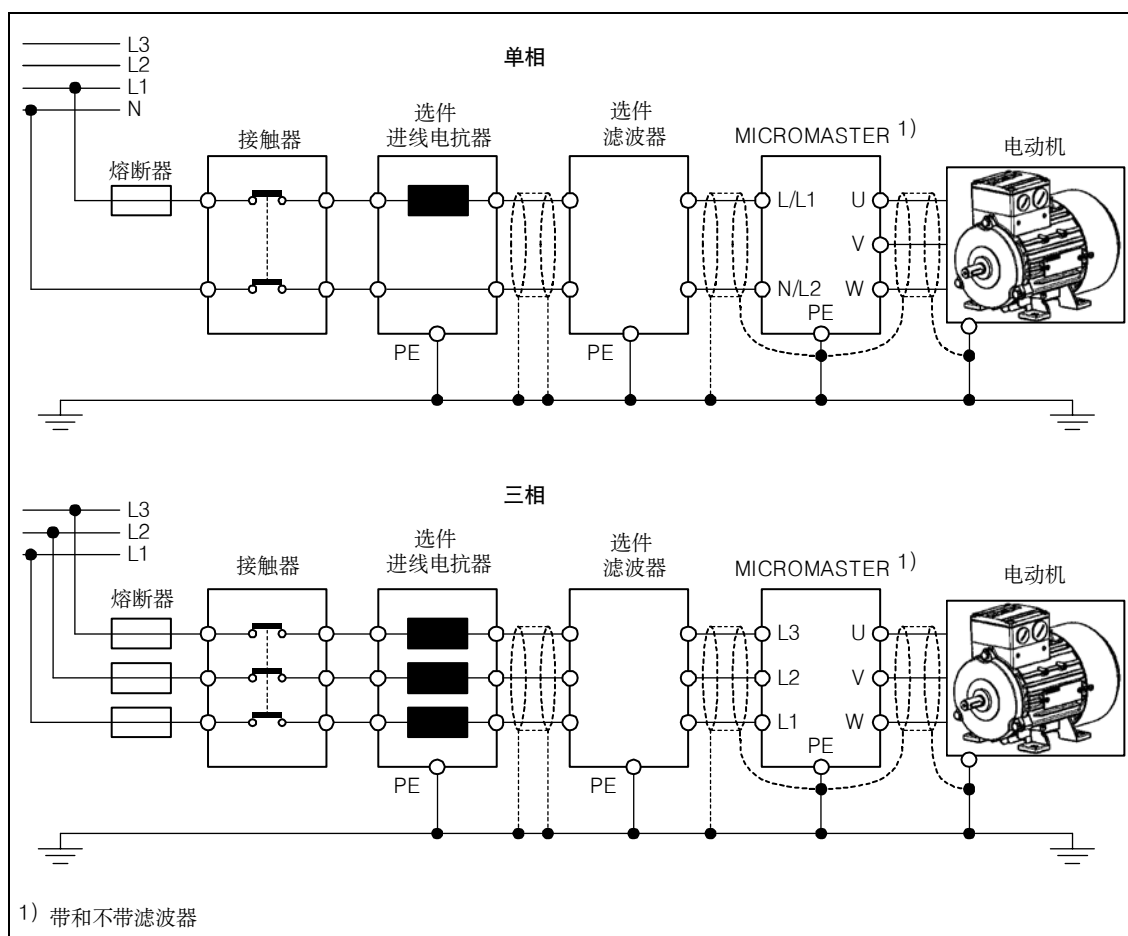 L3
单相
L2
L1
N
选件
进线电抗器
选件
滤波器
接触器
MICROMASTER 1)
电动机
熔断器
L/L1
U
V
N/L2
W
PE
PE
PE
三相
L3
L2
L1
选件
进线电抗器
选件
滤波器
接触器
MICROMASTER 1)
电动机
熔断器
L3
U
L2
V
L1
W
PE
PE
PE
1) 带和不带滤波器